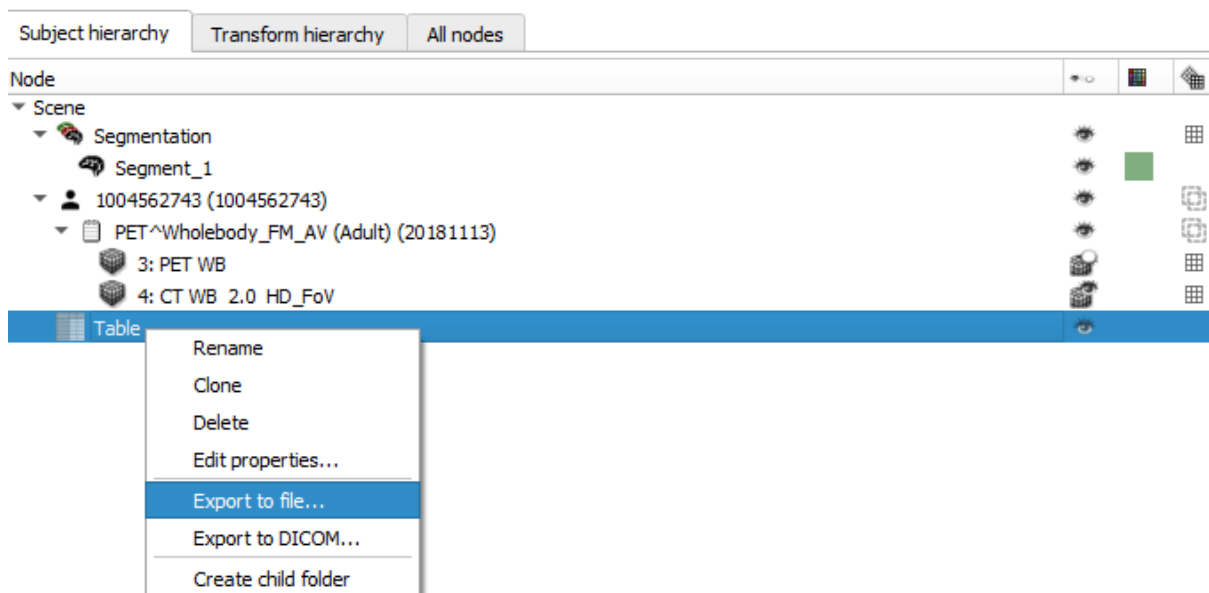 Subject hierarchy Transform hierarchy All nodes
Node
Scene
Segmentation
Segment_1
1004562743 (1004562743)
PET^Wholebody_FM_AV (Adult) (20181113)
3: PET WB
4: CT WB 2.0 HD_FoV
Table
Rename
Clone
Delete
Edit properties...
Export to file...
Export to DICOM...
Create child folder